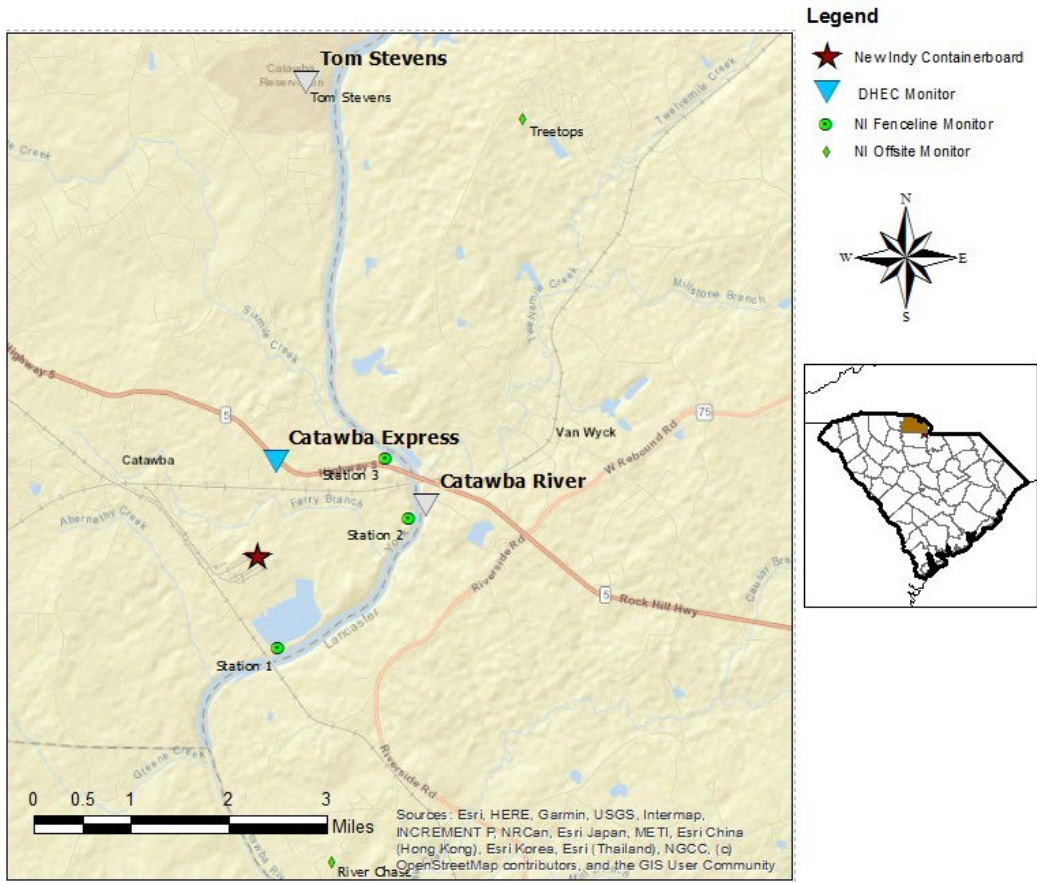 Legend
New Indy Containerboard
DHEC Monitor
NI Fenceline Monitor
NI Offsite Monitor
N
W
E
S
Tom Stevens
Catawba
Reservation
Tom Stevens
Treetops
Twelvemile Creek
Creek
Sixmile Creek
Twelvemile Creek
Millstone Branch
Highway 5
5
75
Catawba Express
Van Wyck
W Rebound Rd
Catawba
Station 3
Highway 5
Catawba River
Ferry Branch
Abernathy Creek
Station 2
York
Riverside Rd
5
Rock Hill Hwy
Lancaster
Station 1
Greene Creek
Riverside Rd
0 0.5 1 2 3
Miles
Sources: Esri, HERE, Garmin, USGS, Intermap,
INCREMENT P, NRCan, Esri Japan, METI, Esri China
(Hong Kong), Esri Korea, Esri (Thailand), NGCC, (c)
OpenStreetMap contributors, and the GIS User Community
River Chase